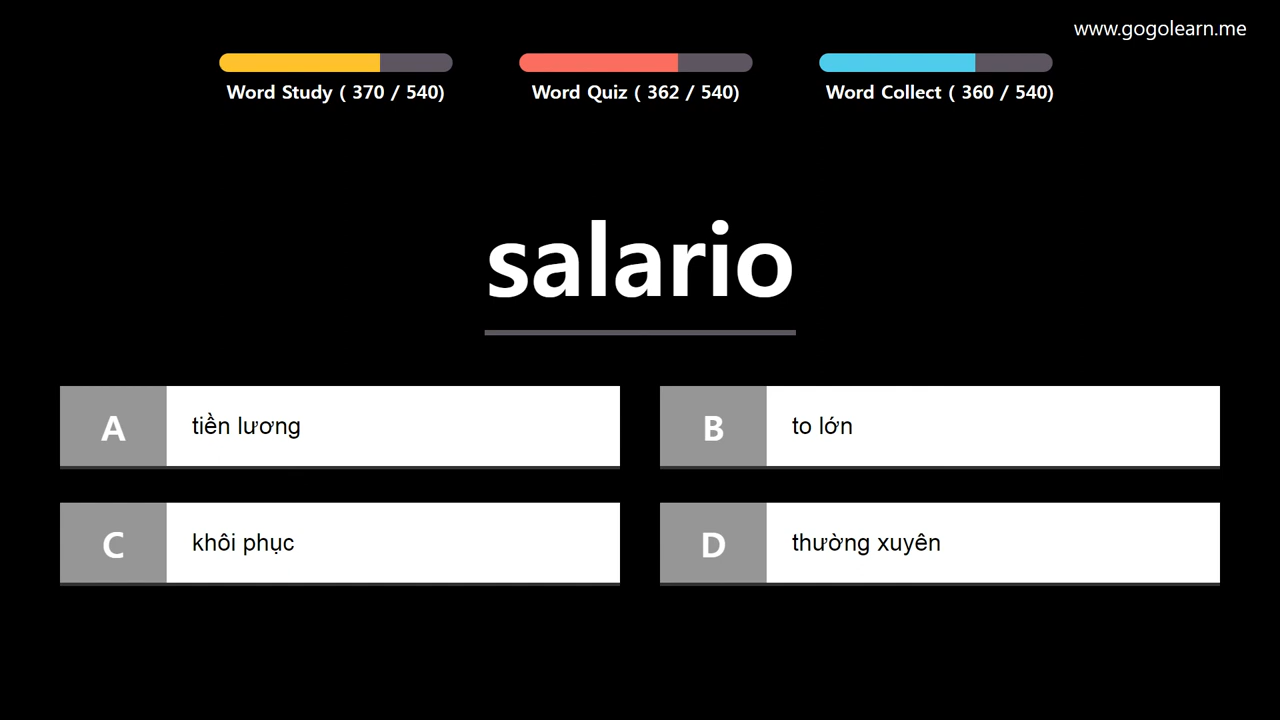 www.gogolearn.me
Word Study ( 370 / 540)
Word Quiz ( 362 / 540)
Word Collect ( 360 / 540)
salario
A
tiền lương
B
to lớn
C
khôi phục
D
thường xuyên